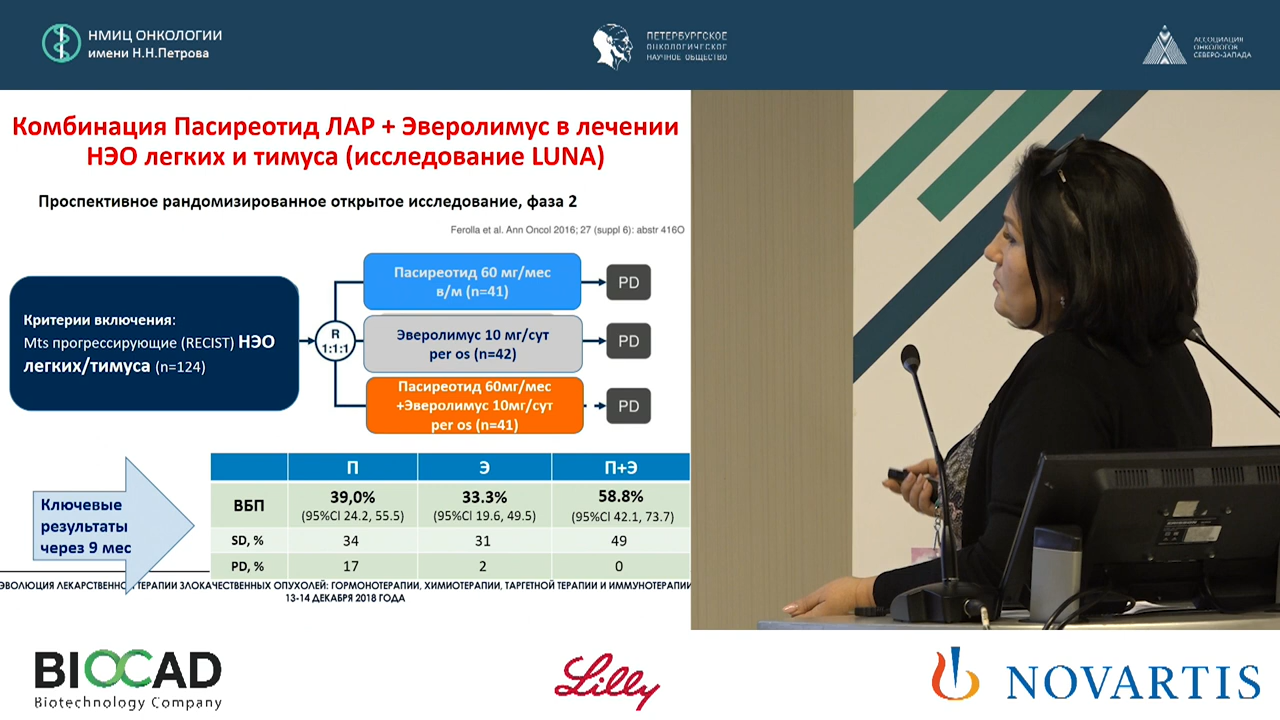 НМИЦ ОНКОЛОГИИ
имени Н.Н.Петрова
ПЕТЕРБУРГСКОЕ
ОНКОЛОГИЧЕСКОЕ
НАУЧНОЕ ОБЩЕСТВО
АССОЦИАЦИЯ
ОНКОЛОГОВ
СЕВЕРО-ЗАПАДА
Комбинация Пасиреотид ЛАР + Эверолимус в лечении
НЭО легких и тимуса (исследование LUNA)
Проспективное рандомизированное открытое исследование, фаза 2
Ferolla et al. Ann Oncol 2016; 27 (suppl 6): abstr 416O
Критерии включения:
Mts прогрессирующие (RECIST) НЭО
легких/тимуса (n=124)
R
1:1:1
Пасиреотид 60 мг/мес
в/м (n=41)
PD
Эверолимус 10 мг/сут
per os (n=42)
PD
Пасиреотид 60мг/мес
+Эверолимус 10мг/сут
per os (n=41)
PD
Ключевые
результаты
через 9 мес
П Э П+Э
ВБП 39,0% 33.3% 58.8%
(95%CI 24.2, 55.5) (95%CI 19.6, 49.5) (95%CI 42.1, 73.7)
SD, % 34 31 49
PD, % 17 2 0
ЭВОЛЮЦИЯ ЛЕКАРСТВЕННОЙ ТЕРАПИИ ЗЛОКАЧЕСТВЕННЫХ ОПУХОЛЕЙ: ГОРМОНОТЕРАПИИ, ХИМИОТЕРАПИИ, ТАРГЕТНОЙ ТЕРАПИИ И ИММУНОТЕРАПИИ
13-14 ДЕКАБРЯ 2018 ГОДА
BIOCAD
Biotechnology Company
Lilly
NOVARTIS